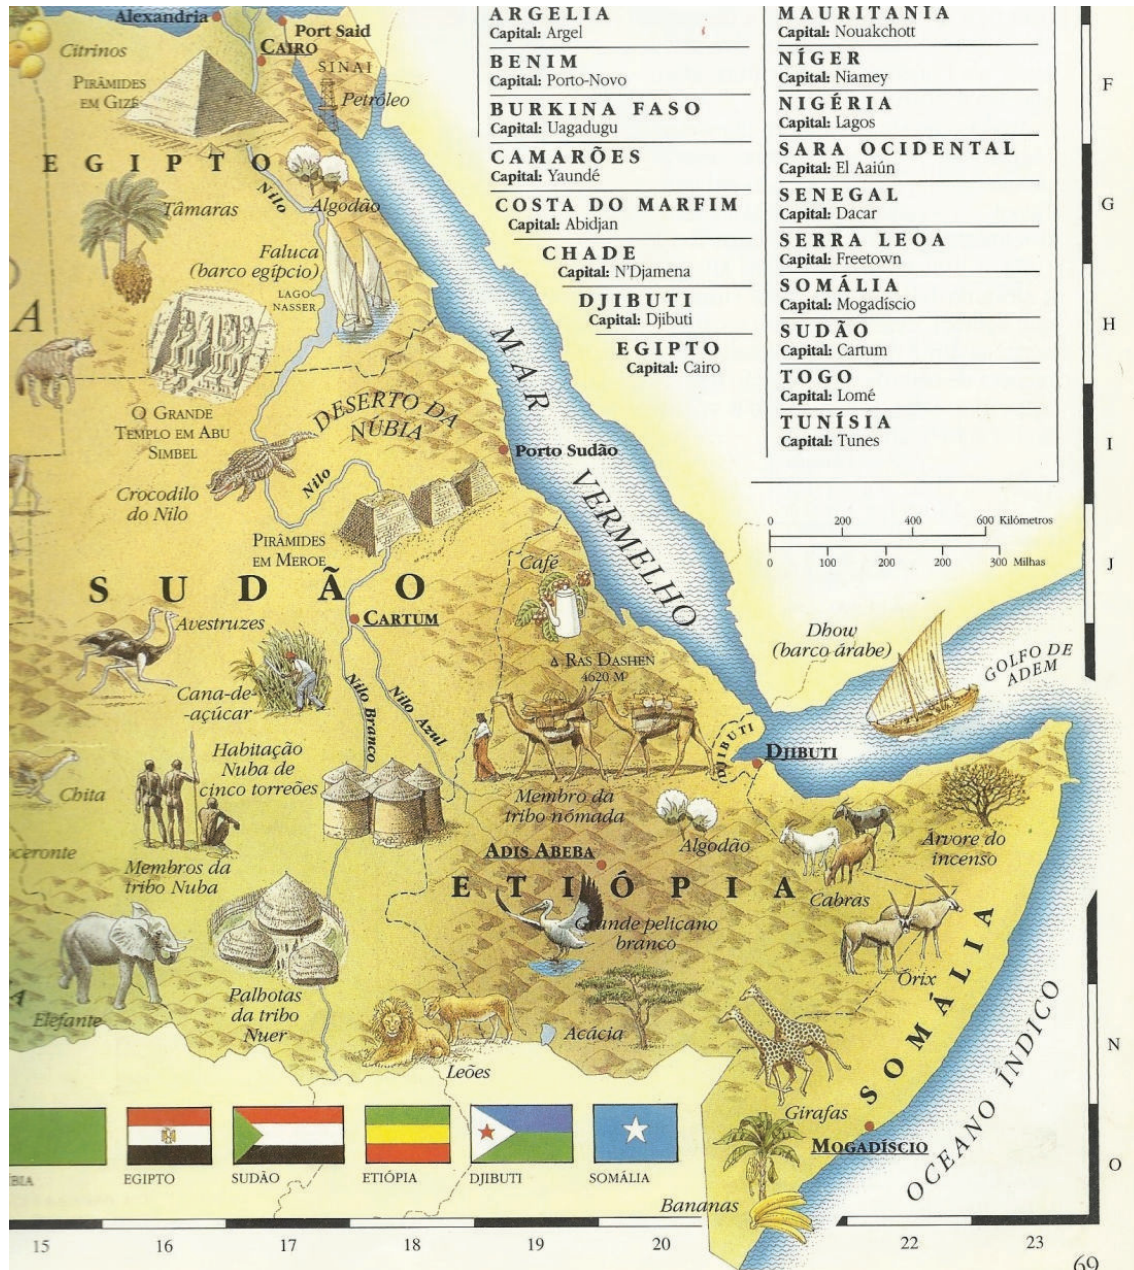 Alexandria
Port Said
CAIRO
Citrinos
SINAI
PIRÂMIDES
EM GIZÉ
Petróleo
EGIPTO
Nilo
Tâmaras
Algodão
Faluca
(barco egípcio)
LAGO
NASSER
A
O GRANDE
TEMPLO EM ABU
SIMBEL
DESERTO DA
NÚBIA
Crocodilo
do Nilo
Nilo
Porto Sudão
PIRÂMIDES
EM MEROE
MAR VERMELHO
SUDÃO
Café
Avestruzes
CARTUM
Δ RAS DASHEN
4620 M
Cana-de-
-açúcar
Nilo Branco
Nilo Azul
Habitação
Nuba de
cinco torreões
Chita
Membros da
tribo Nuba
Membro da
tribo nómada
DJIBUTI
DJIBUTI
Dhow
(barco árabe)
GOLFO DE
ADEM
Algodão
Árvore do
incenso
ADIS ABEBA
ETIÓPIA
Cabras
Grande pelicano
branco
Órix
SOMÁLIA
Elefante
Palhotas
da tribo
Nuer
Leões
Acácia
Girafas
MOGADÍSCIO
Bananas
OCEANO ÍNDICO
ARGELIA
Capital: Argel
BENIM
Capital: Porto-Novo
BURKINA FASO
Capital: Uagadugu
CAMARÕES
Capital: Yaundé
COSTA DO MARFIM
Capital: Abidjan
CHADE
Capital: N'Djamena
DJIBUTI
Capital: Djibuti
EGIPTO
Capital: Cairo
MAURITANIA
Capital: Nouakchott
NÍGER
Capital: Niamey
NIGÉRIA
Capital: Lagos
SARA OCIDENTAL
Capital: El Aaiún
SENEGAL
Capital: Dacar
SERRA LEOA
Capital: Freetown
SOMÁLIA
Capital: Mogadíscio
SUDÃO
Capital: Cartum
TOGO
Capital: Lomé
TUNÍSIA
Capital: Tunes
0 200 400 600 Kilómetros
0 100 200 200 300 Milhas
F
G
H
I
J
N
O
EGIPTO
SUDÃO
ETIÓPIA
DJIBUTI
SOMÁLIA
15 16 17 18 19 20 22 23
69